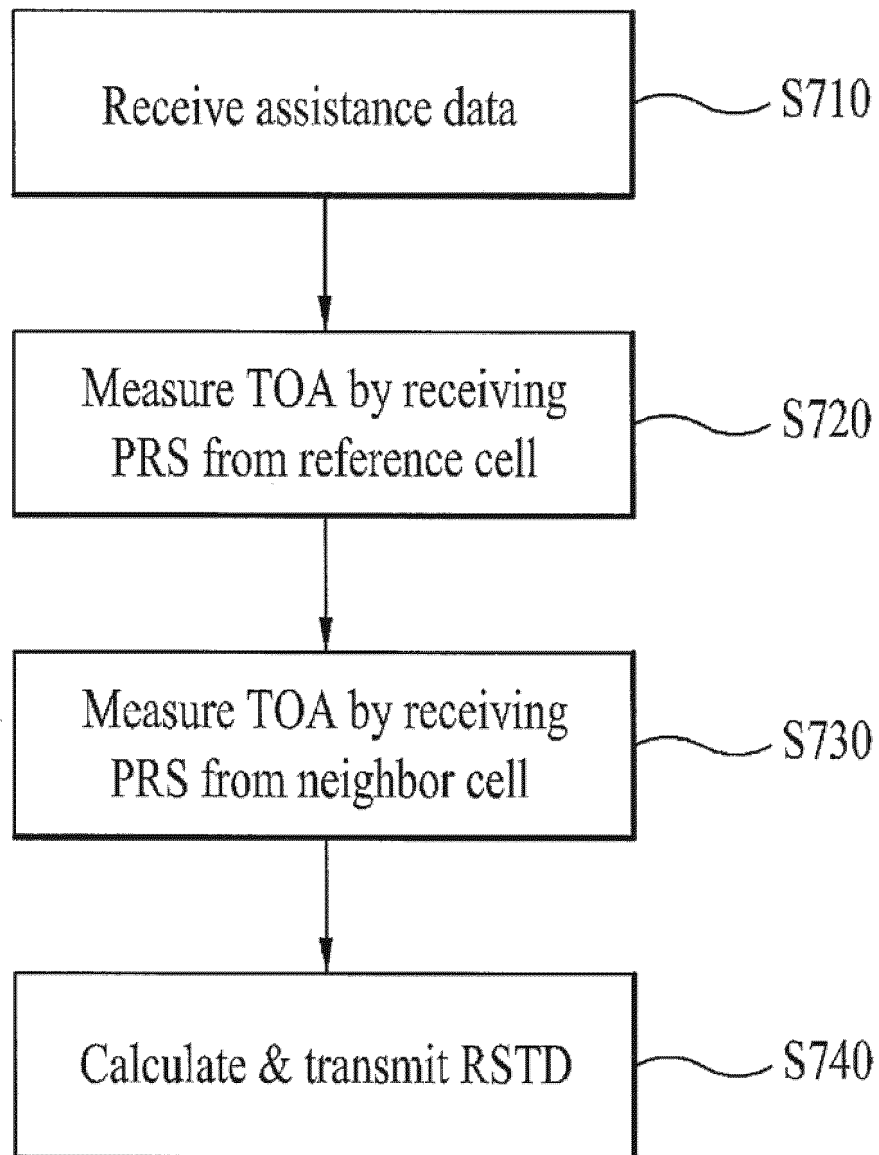 Receive assistance data
S710
Measure TOA by receiving
PRS from reference cell
S720
Measure TOA by receiving
PRS from neighbor cell
S730
Calculate & transmit RSTD
S740